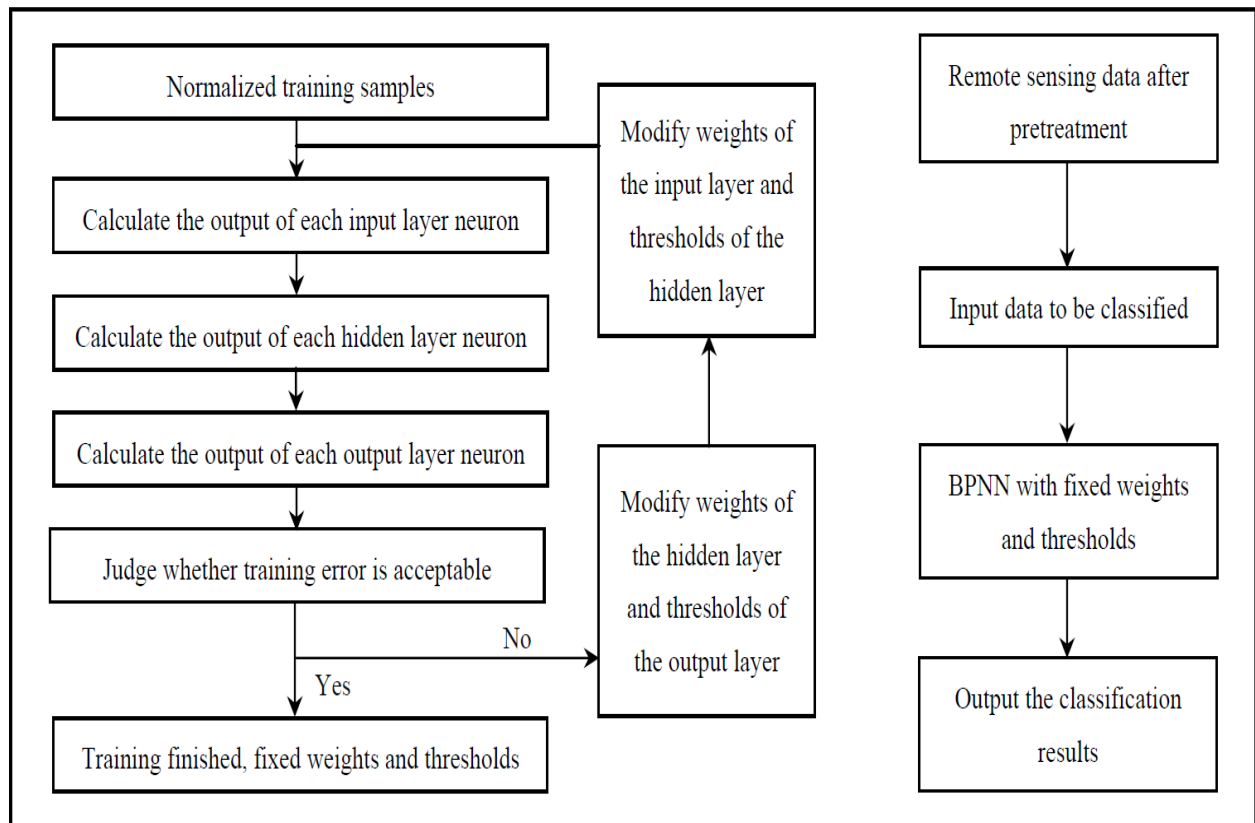 Normalized training samples
Calculate the output of each input layer neuron
Calculate the output of each hidden layer neuron
Calculate the output of each output layer neuron
Judge whether training error is acceptable
No
Yes
Training finished, fixed weights and thresholds
Modify weights of
the input layer and
thresholds of the
hidden layer
Modify weights of
the hidden layer
and thresholds of
the output layer
Remote sensing data after
pretreatment
Input data to be classified
BPNN with fixed weights
and thresholds
Output the classification
results